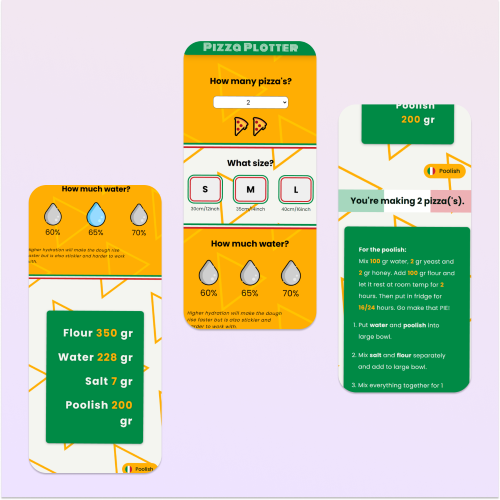 How much water?
60% 65% 70%
Higher hydration will make the dough rise
faster but is also stickier and harder to work
with.
Flour 350 gr
Water 228 gr
Salt 7 gr
Poolish 200
gr
Poolish
PIZZA PLOTTER
How many pizza's?
2
What size?
S M L
30cm/12inch 35cm/14inch 40cm/16inch
How much water?
60% 65% 70%
Higher hydration will make the dough
rise faster but is also stickier and
harder to work with.
Poolish
200 gr
Poolish
You're making 2 pizza('s).
For the poolish:
Mix 100 gr water, 2 gr yeast and
2 gr honey. Add 100 gr flour and
let it rest at room temp for 2
hours. Then put in fridge for
16/24 hours. Go make that PIE!
1. Put water and poolish into
large bowl.
2. Mix salt and flour separately
and add to large bowl.
3. Mix everything together for 1